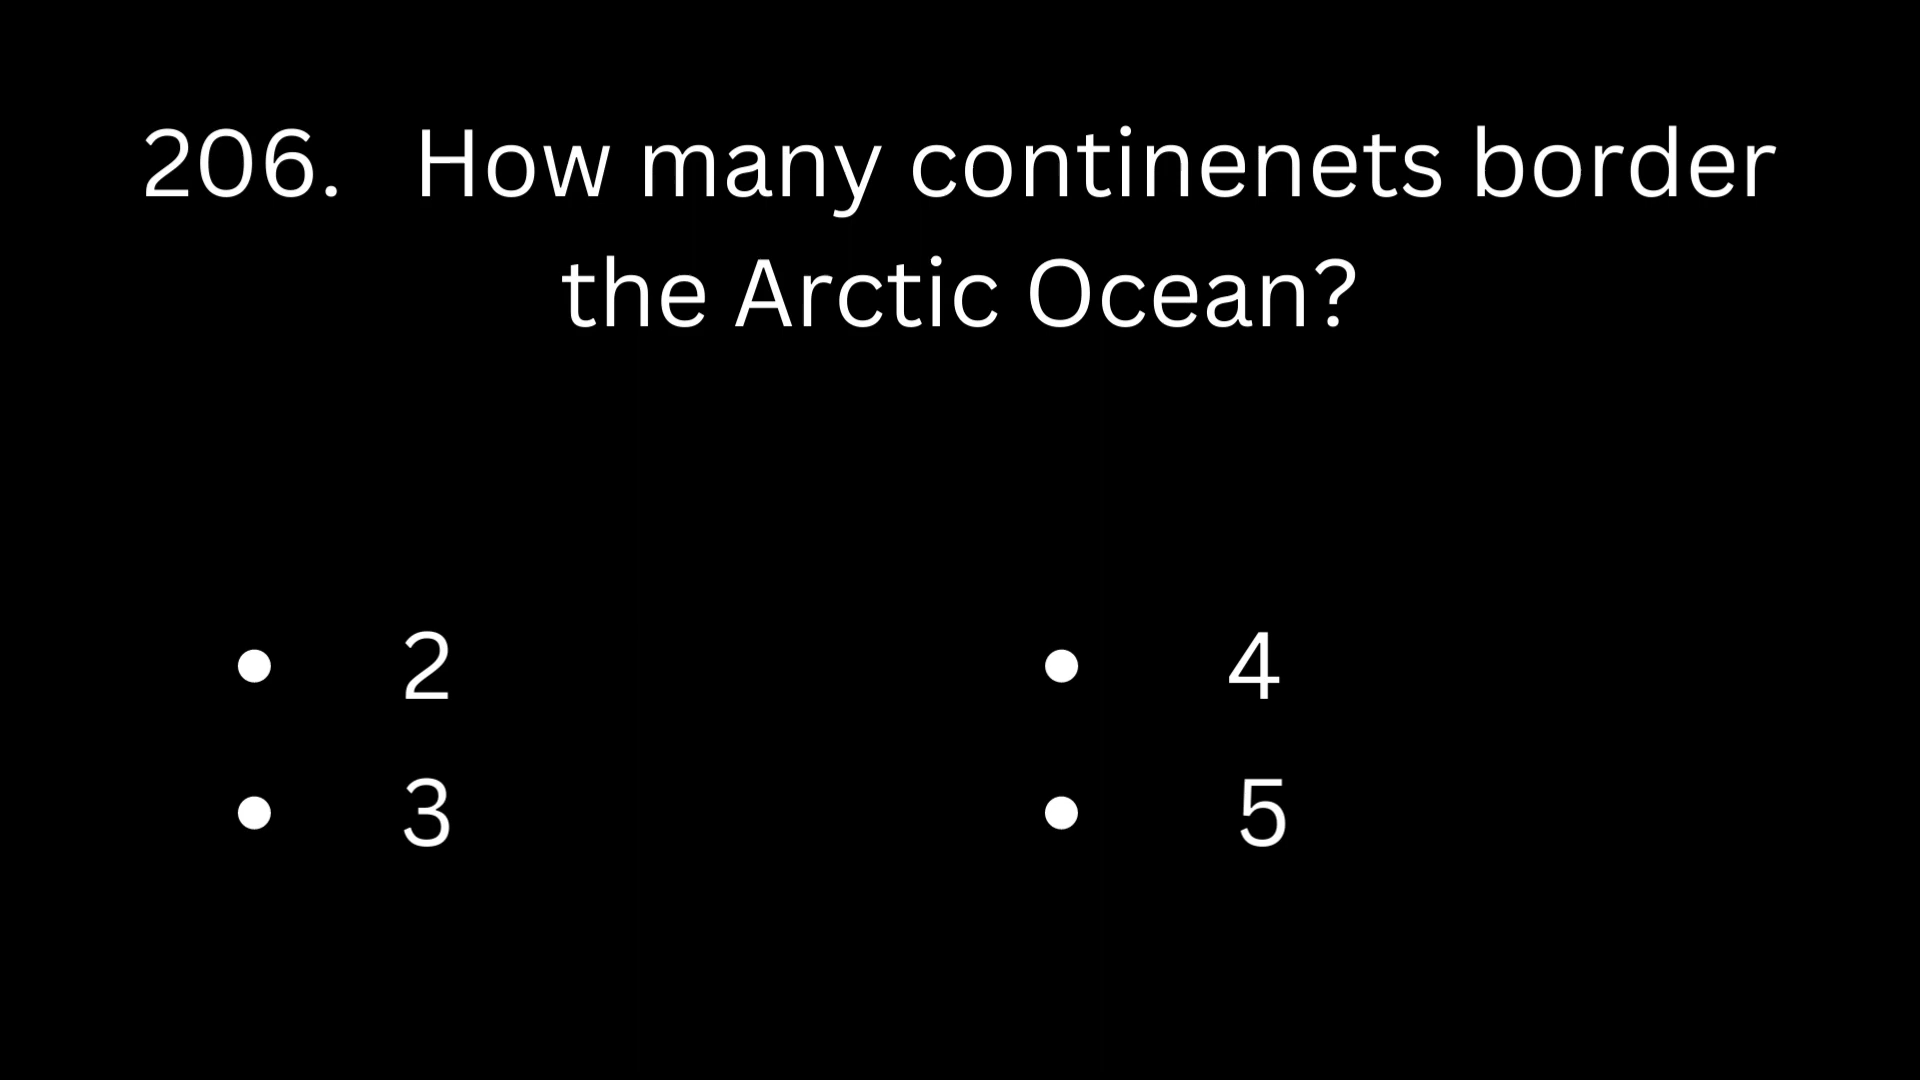 206. How many continenets border
the Arctic Ocean?
• 2
• 3
• 4
• 5